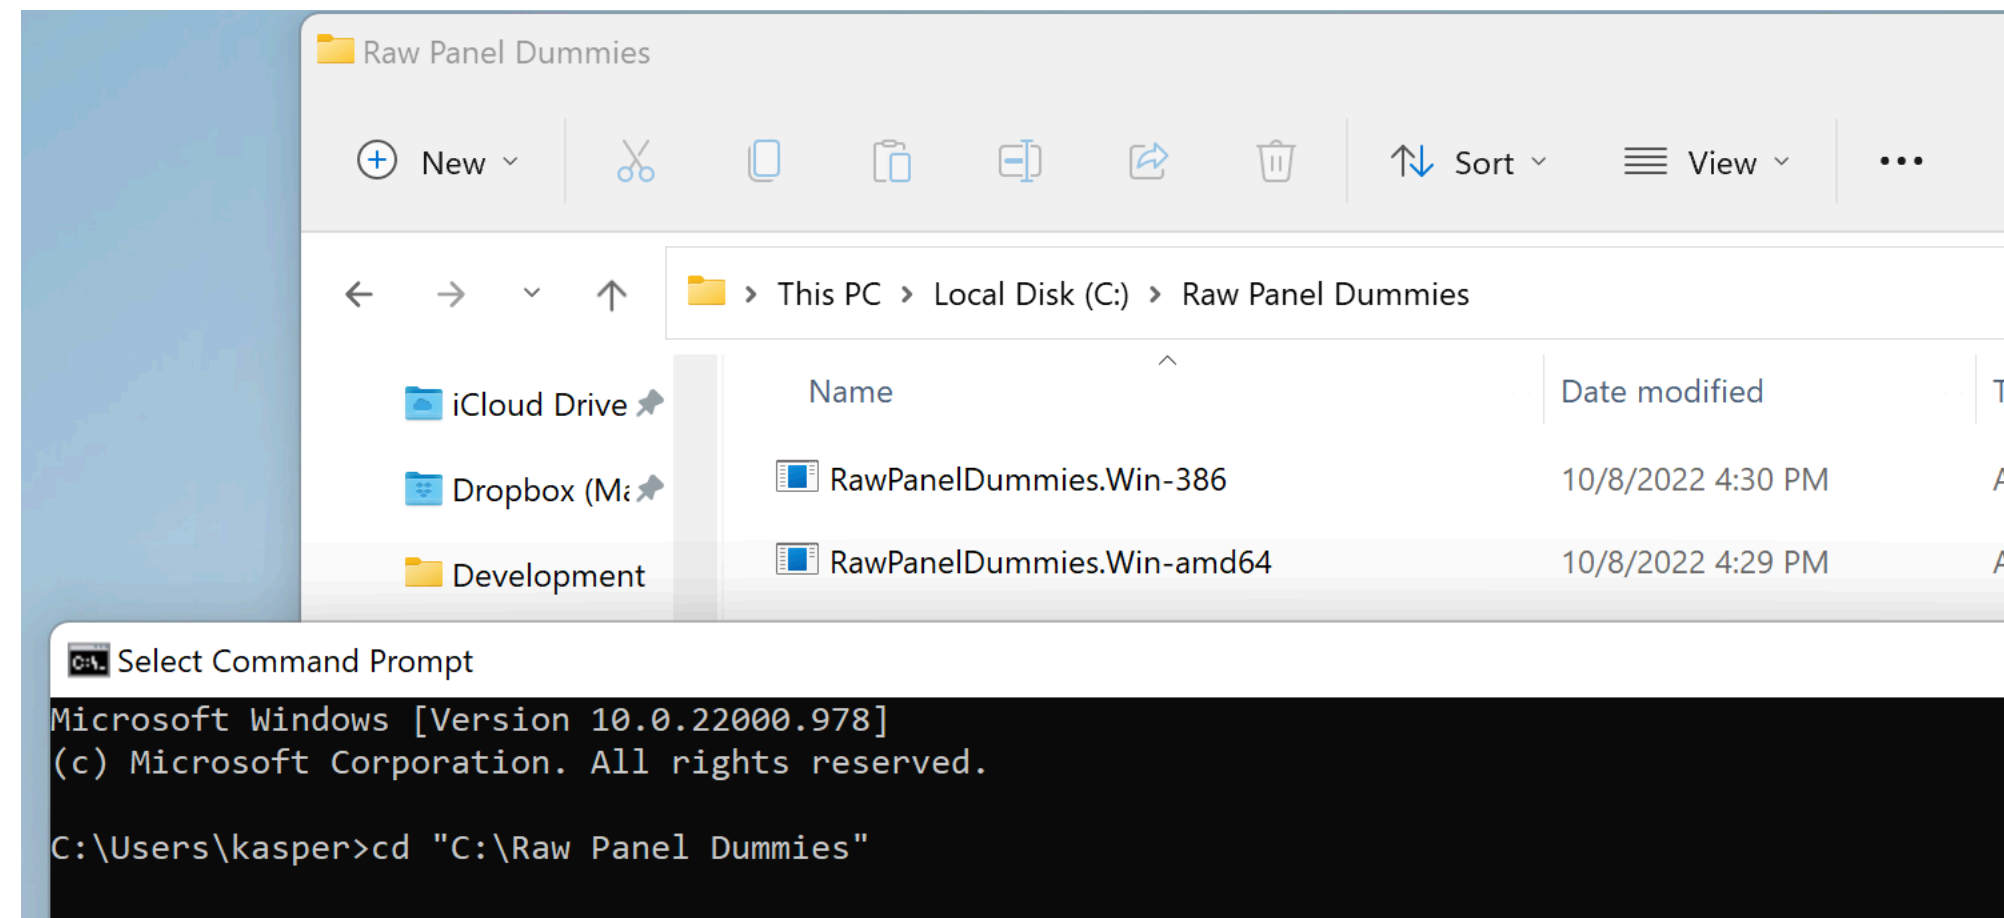 Raw Panel Dummies
New Sort View
This PC > Local Disk (C:) > Raw Panel Dummies
Name Date modified
iCloud Drive
RawPanelDummies.Win-386 10/8/2022 4:30 PM
Dropbox (Ma
RawPanelDummies.Win-amd64 10/8/2022 4:29 PM
Development
Select Command Prompt
Microsoft Windows [Version 10.0.22000.978]
(c) Microsoft Corporation. All rights reserved.
C:\Users\kasper>cd "C:\Raw Panel Dummies"